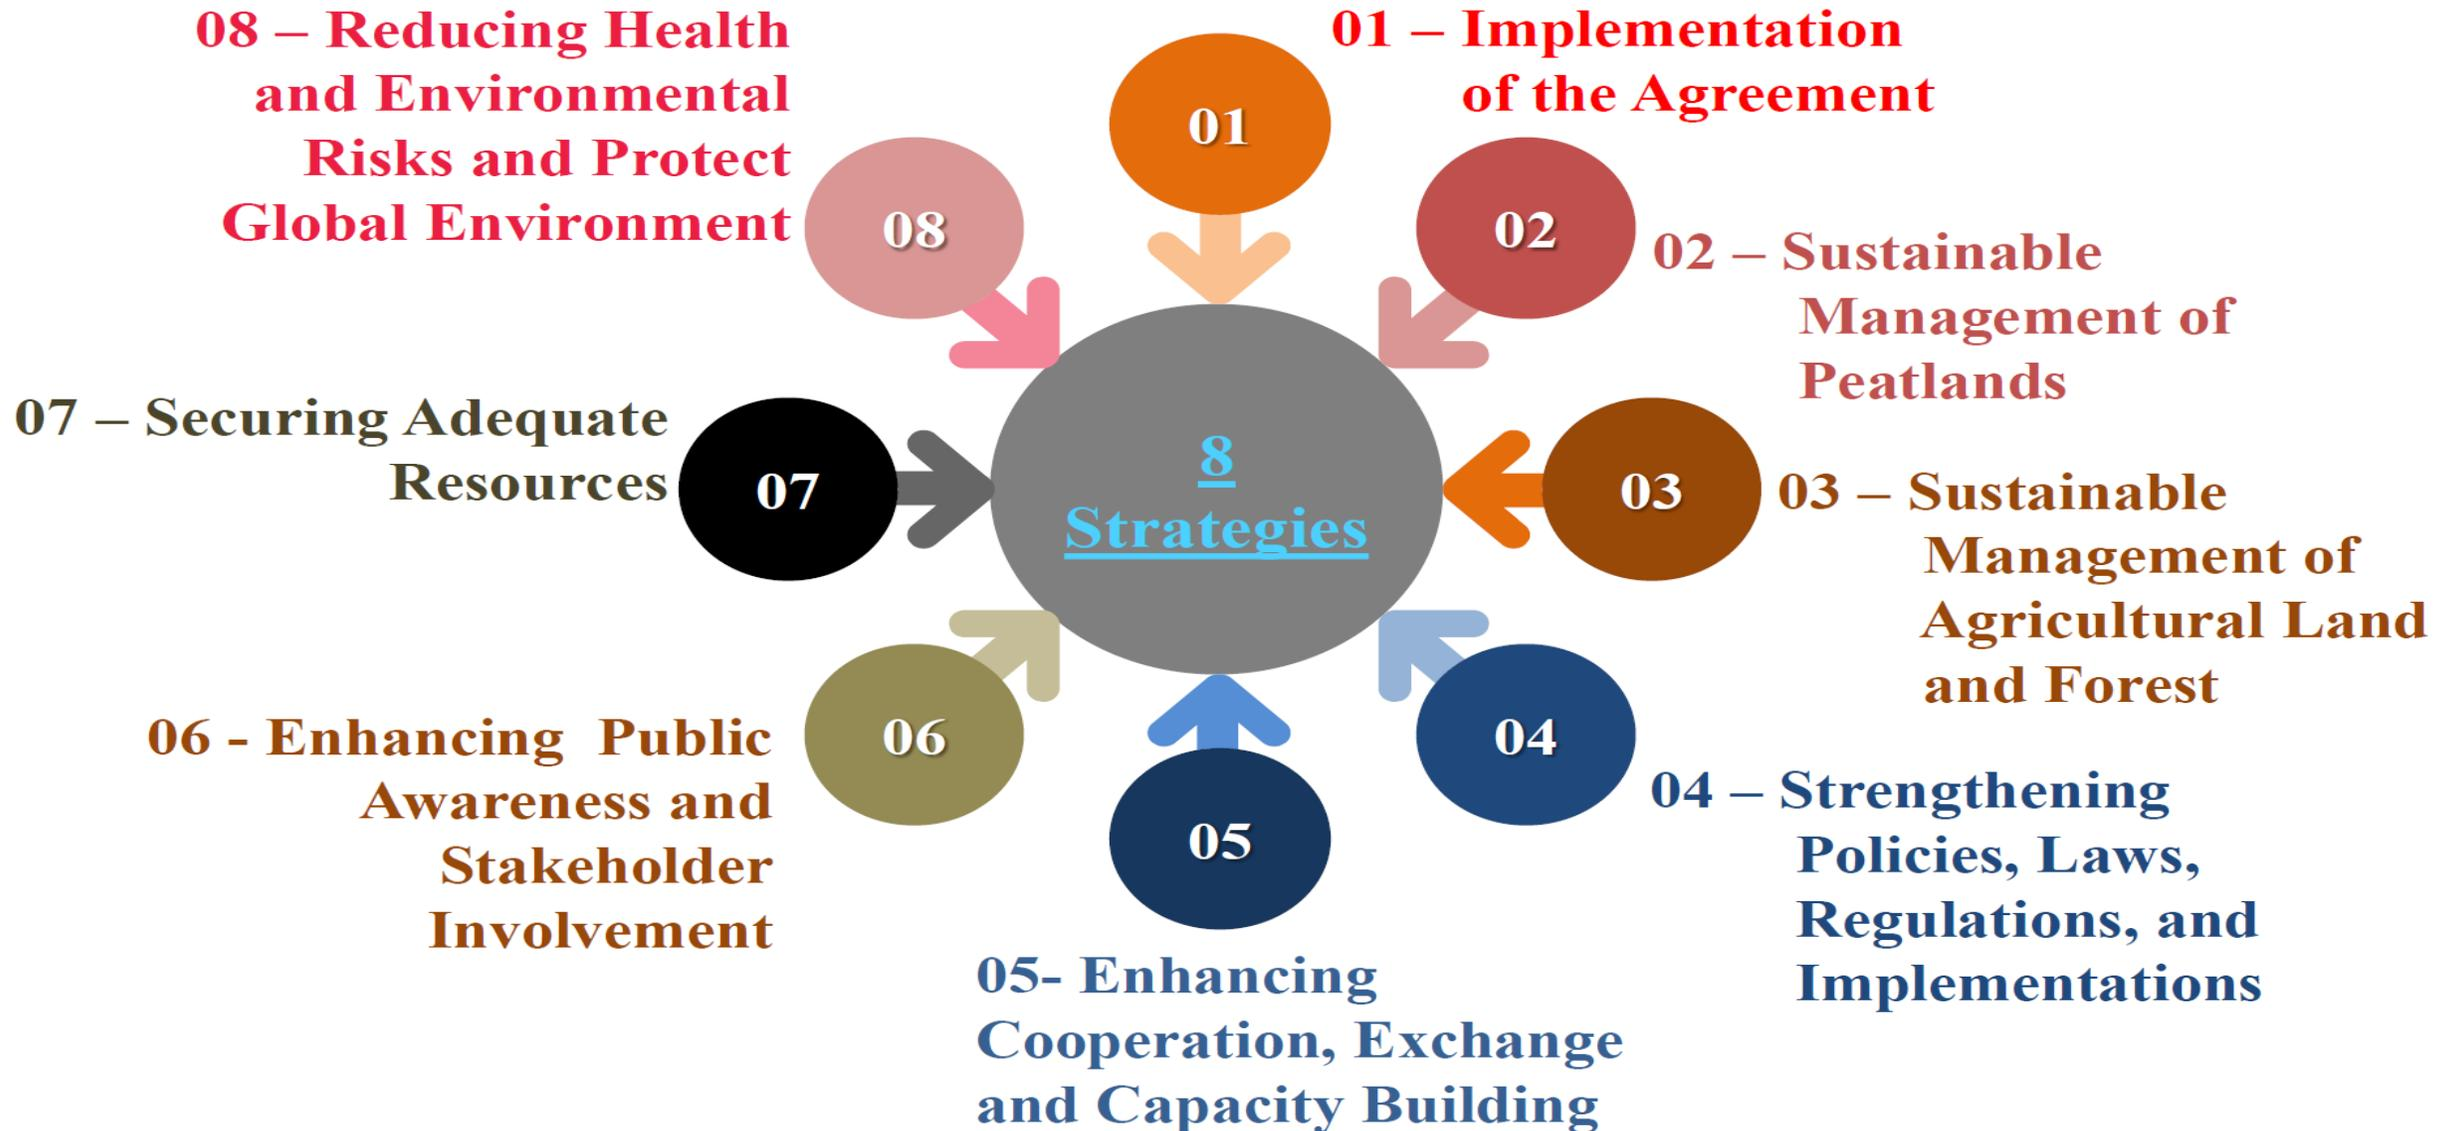 01 – Implementation
of the Agreement
02 – Sustainable
Management of
Peatlands
03 – Sustainable
Management of
Agricultural Land
and Forest
04 – Strengthening
Policies, Laws,
Regulations, and
Implementations
05- Enhancing
Cooperation, Exchange
and Capacity Building
06 - Enhancing  Public
Awareness and
Stakeholder
Involvement
07 – Securing Adequate
Resources
08 – Reducing Health
and Environmental
Risks and Protect
Global Environment
8
Strategies
01
02
03
04
05
06
07
08